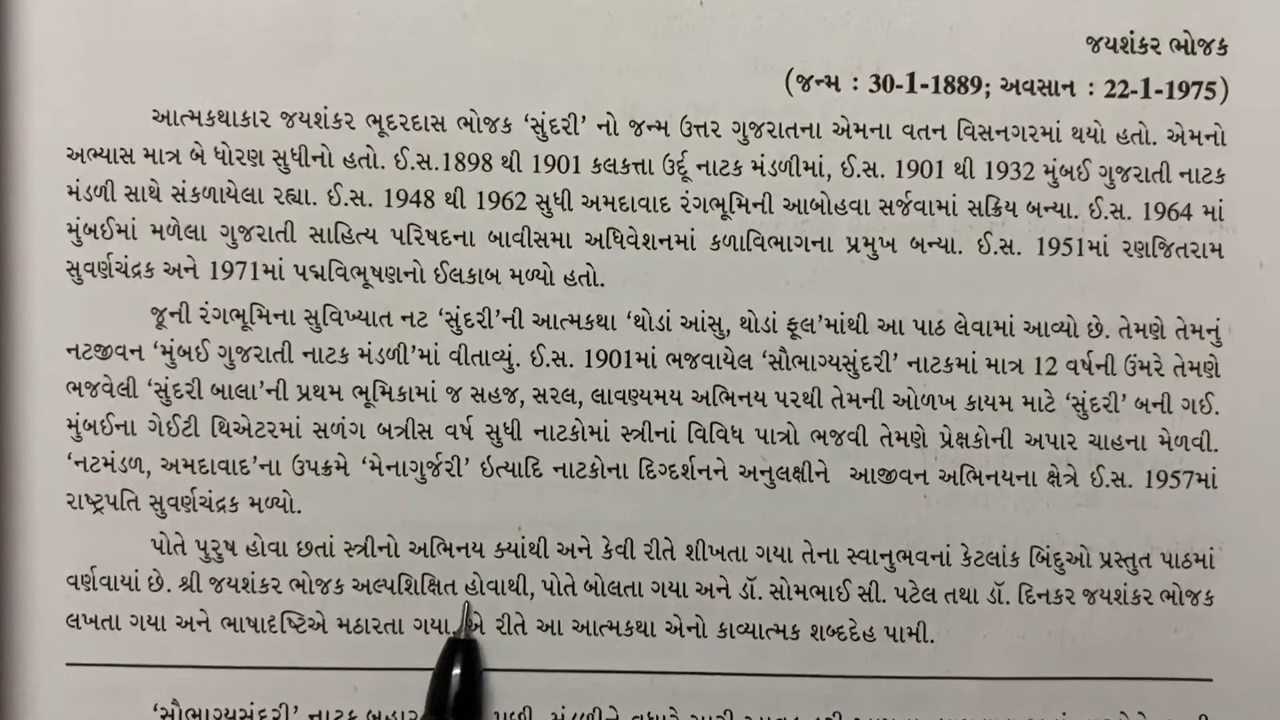 જયશંકર ભોજક
(જન્મ : 30-1-1889; અવસાન : 22-1-1975)
આત્મકથાકાર જયશંકર ભૂદરદાસ ભોજક ‘સુંદરી’ નો જન્મ ઉત્તર ગુજરાતના એમના વતન વિસનગરમાં થયો હતો. એમનો
અભ્યાસ માત્ર બે ધોરણ સુધીનો હતો. ઈ.સ.1898 થી 1901 કલકત્તા ઉર્દૂ નાટક મંડળીમાં, ઈ.સ. 1901 થી 1932 મુંબઈ ગુજરાતી નાટક
મંડળી સાથે સંકળાયેલા રહ્યા. ઈ.સ. 1948 થી 1962 સુધી અમદાવાદ રંગભૂમિની આબોહવા સર્જવામાં સક્રિય બન્યા. ઈ.સ. 1964 માં
મુંબઈમાં મળેલા ગુજરાતી સાહિત્ય પરિષદના બાવીસમા અધિવેશનમાં કળાવિભાગના પ્રમુખ બન્યા. ઈ.સ. 1951માં રણજિતરામ
સુવર્ણચંદ્રક અને 1971માં પદ્મવિભૂષણનો ઈલકાબ મળ્યો હતો.
જૂની રંગભૂમિના સુવિખ્યાત નટ ‘સુંદરી’ની આત્મકથા ‘થોડાં આંસુ, થોડાં ફૂલ’માંથી આ પાઠ લેવામાં આવ્યો છે. તેમણે તેમનું
નટજીવન ‘મુંબઈ ગુજરાતી નાટક મંડળી’માં વીતાવ્યું. ઈ.સ. 1901માં ભજવાયેલ ‘સૌભાગ્યસુંદરી’ નાટકમાં માત્ર 12 વર્ષની ઉંમરે તેમણે
ભજવેલી ‘સુંદરી બાલા’ની પ્રથમ ભૂમિકામાં જ સહજ, સરલ, લાવણ્યમય અભિનય પરથી તેમની ઓળખ કાયમ માટે ‘સુંદરી’ બની ગઈ.
મુંબઈના ગેઈટી થિએટરમાં સળંગ બત્રીસ વર્ષ સુધી નાટકોમાં સ્ત્રીનાં વિવિધ પાત્રો ભજવી તેમણે પ્રેક્ષકોની અપાર ચાહના મેળવી.
‘નટમંડળ, અમદાવાદ’ના ઉપક્રમે ‘મેનાગુર્જરી’ ઇત્યાદિ નાટકોના દિગ્દર્શનને અનુલક્ષીને આજીવન અભિનયના ક્ષેત્રે ઈ.સ. 1957માં
રાષ્ટ્રપતિ સુવર્ણચંદ્રક મળ્યો.
પોતે પુરુષ હોવા છતાં સ્ત્રીનો અભિનય ક્યાંથી અને કેવી રીતે શીખતા ગયા તેના સ્વાનુભવનાં કેટલાંક બિંદુઓ પ્રસ્તુત પાઠમાં
વર્ણવાયાં છે. શ્રી જયશંકર ભોજક અલ્પશિક્ષિત હોવાથી, પોતે બોલતા ગયા અને ડૉ. સોમભાઈ સી. પટેલ તથા ડૉ. દિનકર જયશંકર ભોજક
લખતા ગયા અને ભાષાદૃષ્ટિએ મઠારતા ગયા. એ રીતે આ આત્મકથા એનો કાવ્યાત્મક શબ્દદેહ પામી.
‘સૌભાગ્યસુંદરી’ નાટક